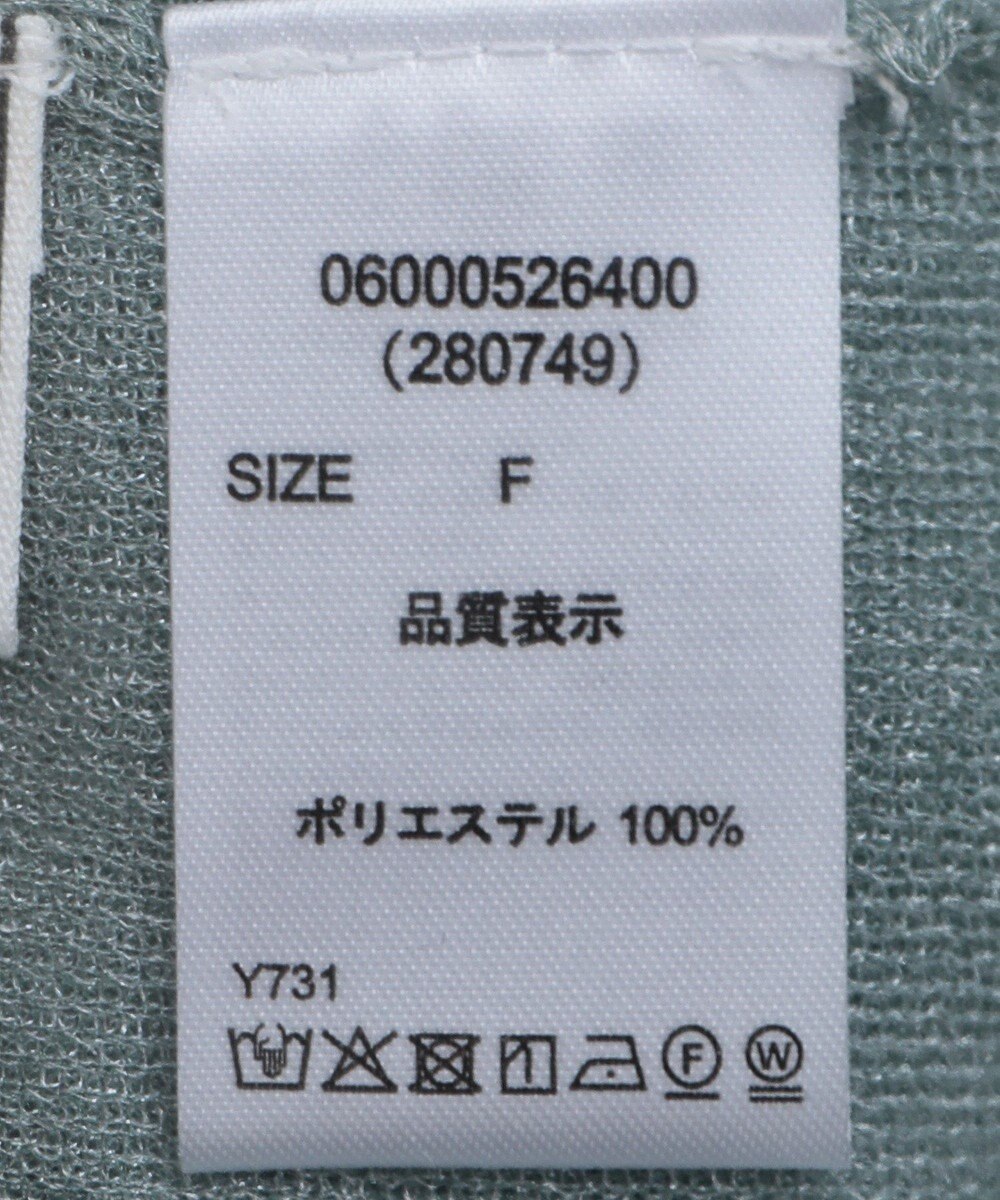 06000526400
(280749)
SIZE F
品質表示
ポリエステル 100%
Y731
F W